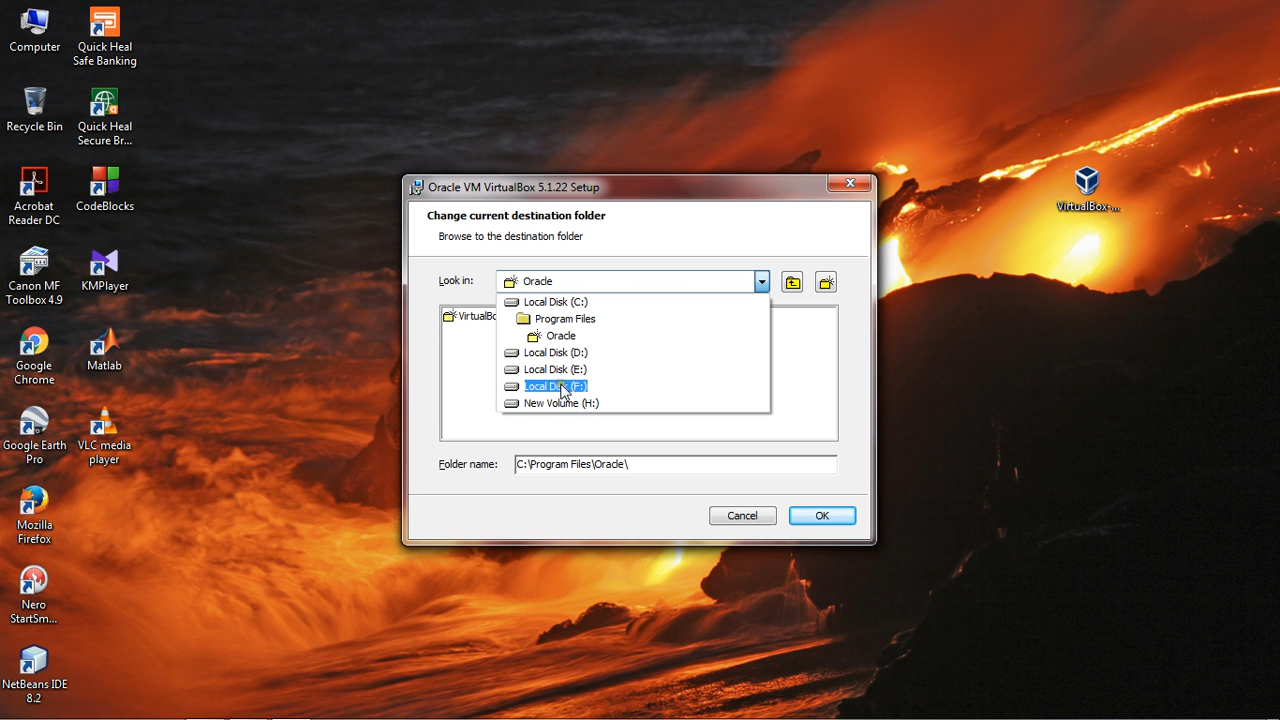 Computer
Quick Heal
Safe Banking
Recycle Bin
Quick Heal
Secure Br...
Acrobat
Reader DC
CodeBlocks
Canon MF
Toolbox 4.9
KMPlayer
Google
Chrome
Matlab
Google Earth
Pro
VLC media
player
Mozilla
Firefox
Nero
StartSm...
NetBeans IDE
8.2
VirtualBox-...
Oracle VM VirtualBox 5.1.22 Setup
Change current destination folder
Browse to the destination folder
Look in:
Oracle
Local Disk (C:)
Program Files
Oracle
Local Disk (D:)
Local Disk (E:)
Local Disk (F:)
New Volume (H:)
Folder name:
C:\Program Files\Oracle\
Cancel
OK